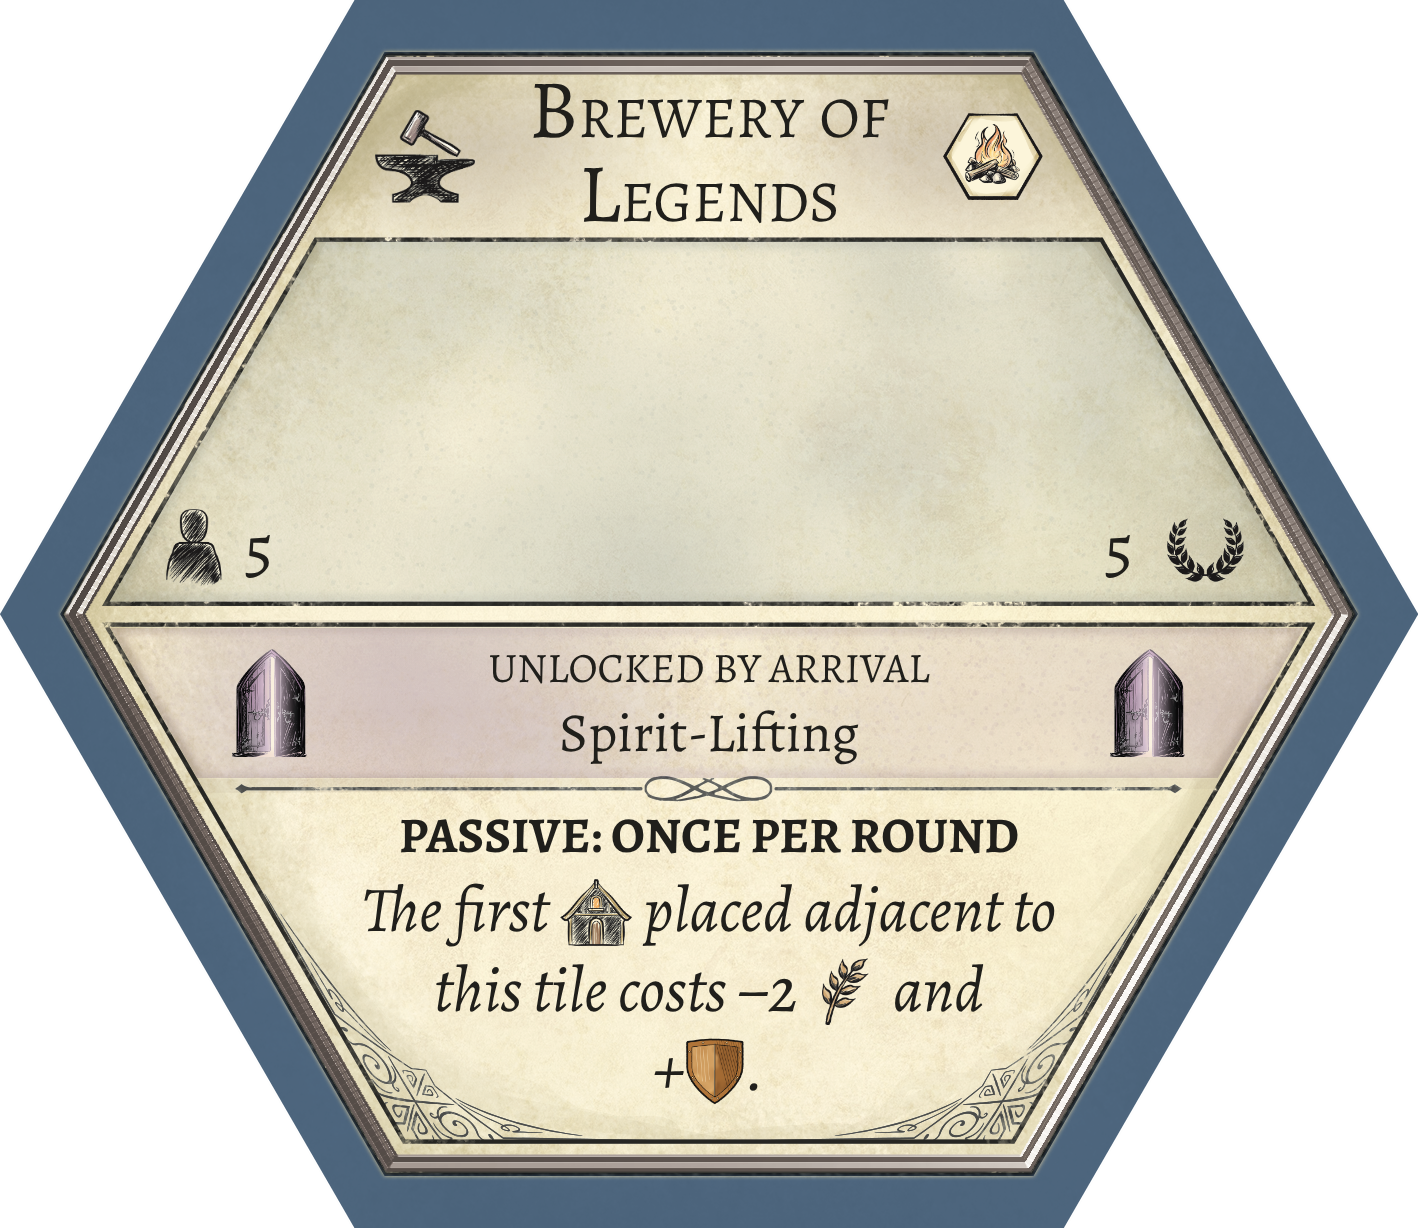 Brewery of
Legends
5
5
UNLOCKED BY ARRIVAL
Spirit-Lifting
PASSIVE: ONCE PER ROUND
The first placed adjacent to
this tile costs –2 and
+.